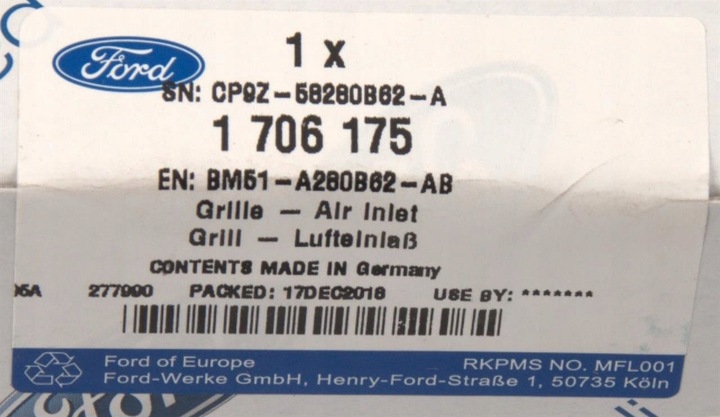 Ford
1 x
SN: CP9Z-58280B62-A
1 706 175
EN: BM51-A280B62-AB
Grille - Air Inlet
Grill - Lufteinlaß
CONTENTS MADE IN Germany
277990 PACKED: 17DEC2016 USE BY: *******
Ford of Europe RKPMS NO. MFL001
Ford-Werke GmbH, Henry-Ford-Straße 1, 50735 Köln